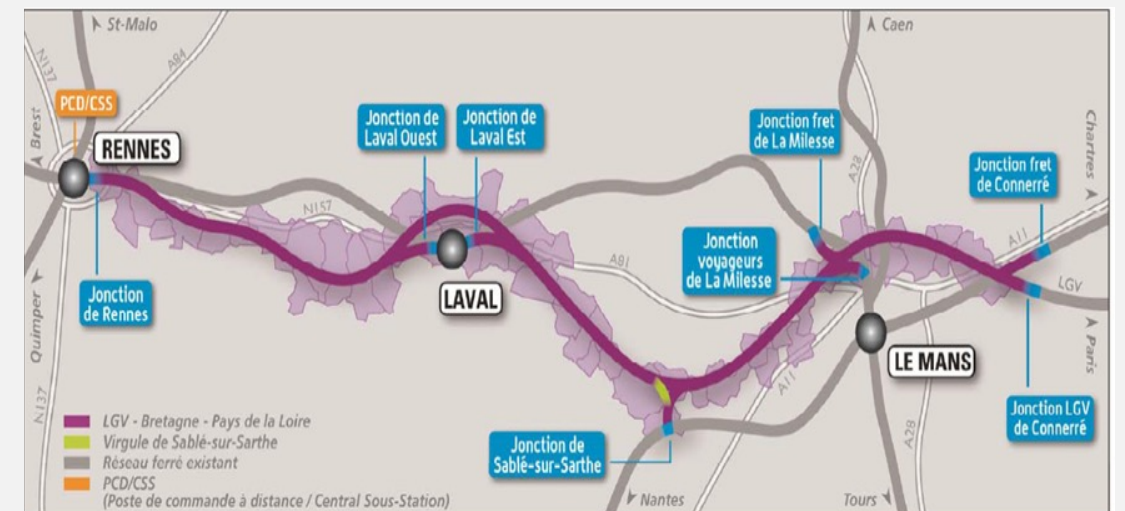 St-Malo
Caen
N137
A84
PCD/CSS
Brest
RENNES
Jonction de
Laval Ouest
Jonction de
Laval Est
Jonction fret
de La Milesse
A28
Chartres
Jonction fret
de Connerré
N157
A81
Jonction
voyageurs
de La Milesse
A11
LGV
Jonction
de Rennes
LAVAL
Quimper
Paris
LE MANS
A11
N137
A28
Jonction LGV
de Connerré
Jonction de
Sablé-sur-Sarthe
LGV - Bretagne - Pays de la Loire
Virgule de Sablé-sur-Sarthe
Réseau ferré existant
PCD/CSS
(Poste de commande à distance / Central Sous-Station)
Nantes
Tours